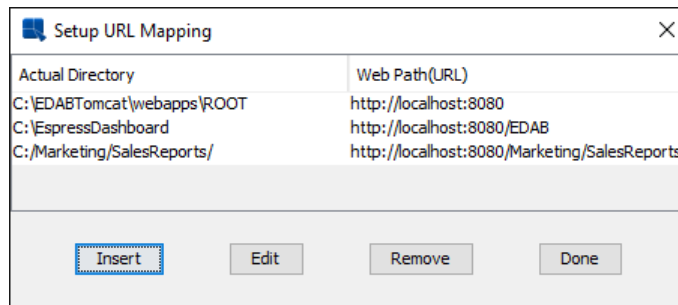 Setup URL Mapping
Actual Directory Web Path(URL)
C:\EDABTomcat\webapps\ROOT http://localhost:8080
C:\EspressDashboard http://localhost:8080/EDAB
C:/Marketing/SalesReports/ http://localhost:8080/Marketing/SalesReports
Insert Edit Remove Done